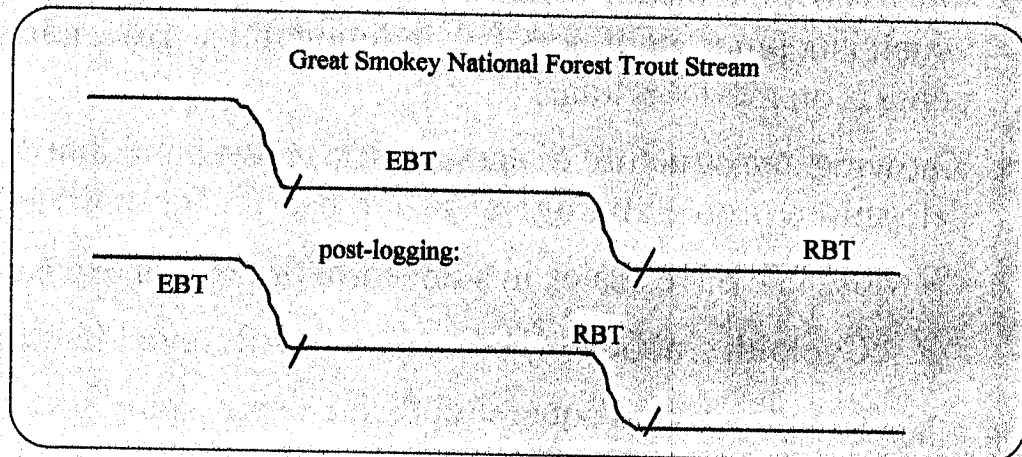 Great Smokey National Forest Trout Stream
EBT
post-logging:
RBT
EBT
RBT